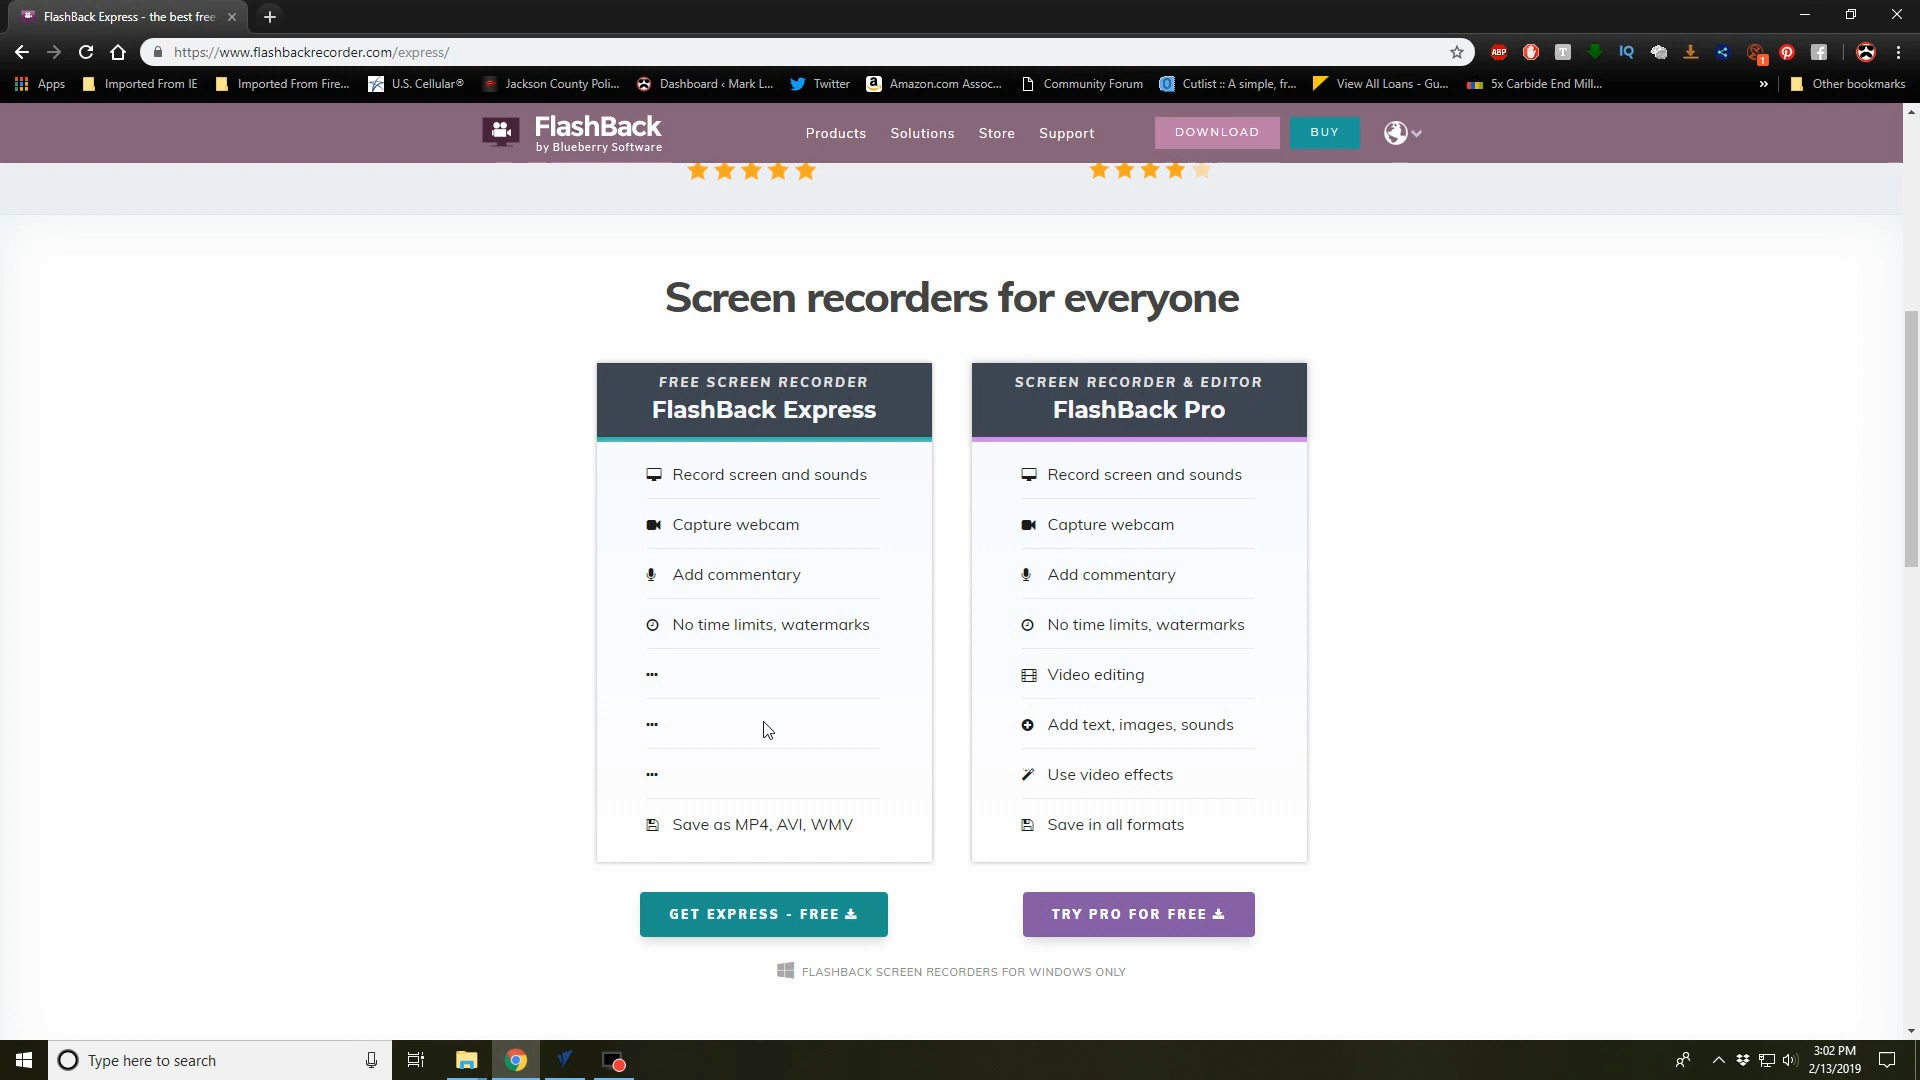 FlashBack Express - the best free
https://www.flashbackrecorder.com/express/
ABP
T
IQ
1
Apps
Imported From IE
Imported From Fire...
U.S. Cellular®
Jackson County Poli...
Dashboard ‹ Mark L...
Twitter
Amazon.com Assoc...
Community Forum
Cutlist :: A simple, fr...
View All Loans - Gu...
5x Carbide End Mill...
»
Other bookmarks
FlashBack
by Blueberry Software
Products
Solutions
Store
Support
DOWNLOAD
BUY
Screen recorders for everyone
FREE SCREEN RECORDER
FlashBack Express
Record screen and sounds
Capture webcam
Add commentary
No time limits, watermarks
Save as MP4, AVI, WMV
GET EXPRESS - FREE
SCREEN RECORDER & EDITOR
FlashBack Pro
Record screen and sounds
Capture webcam
Add commentary
No time limits, watermarks
Video editing
Add text, images, sounds
Use video effects
Save in all formats
TRY PRO FOR FREE
FLASHBACK SCREEN RECORDERS FOR WINDOWS ONLY
Type here to search
3:02 PM
2/13/2019